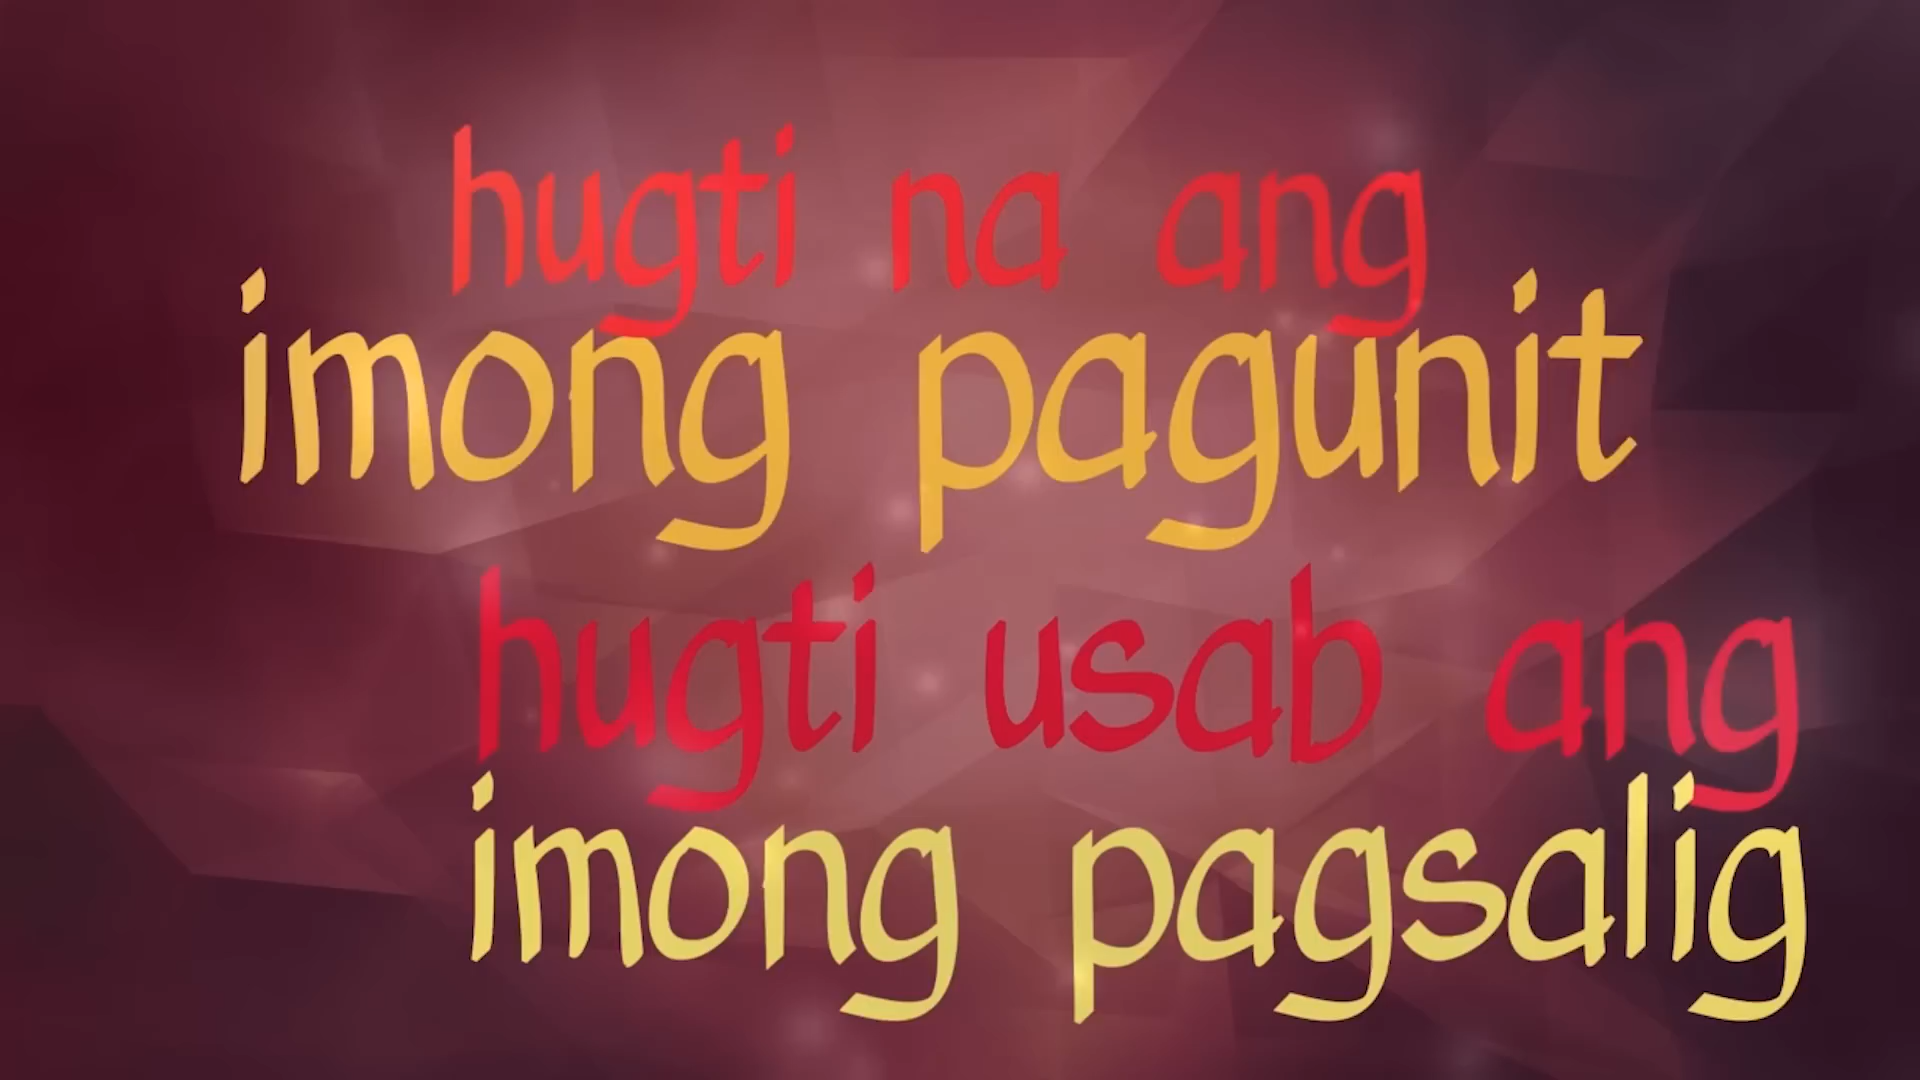 hugti na ang
imong pagunit
hugti usab ang
imong pagsalig